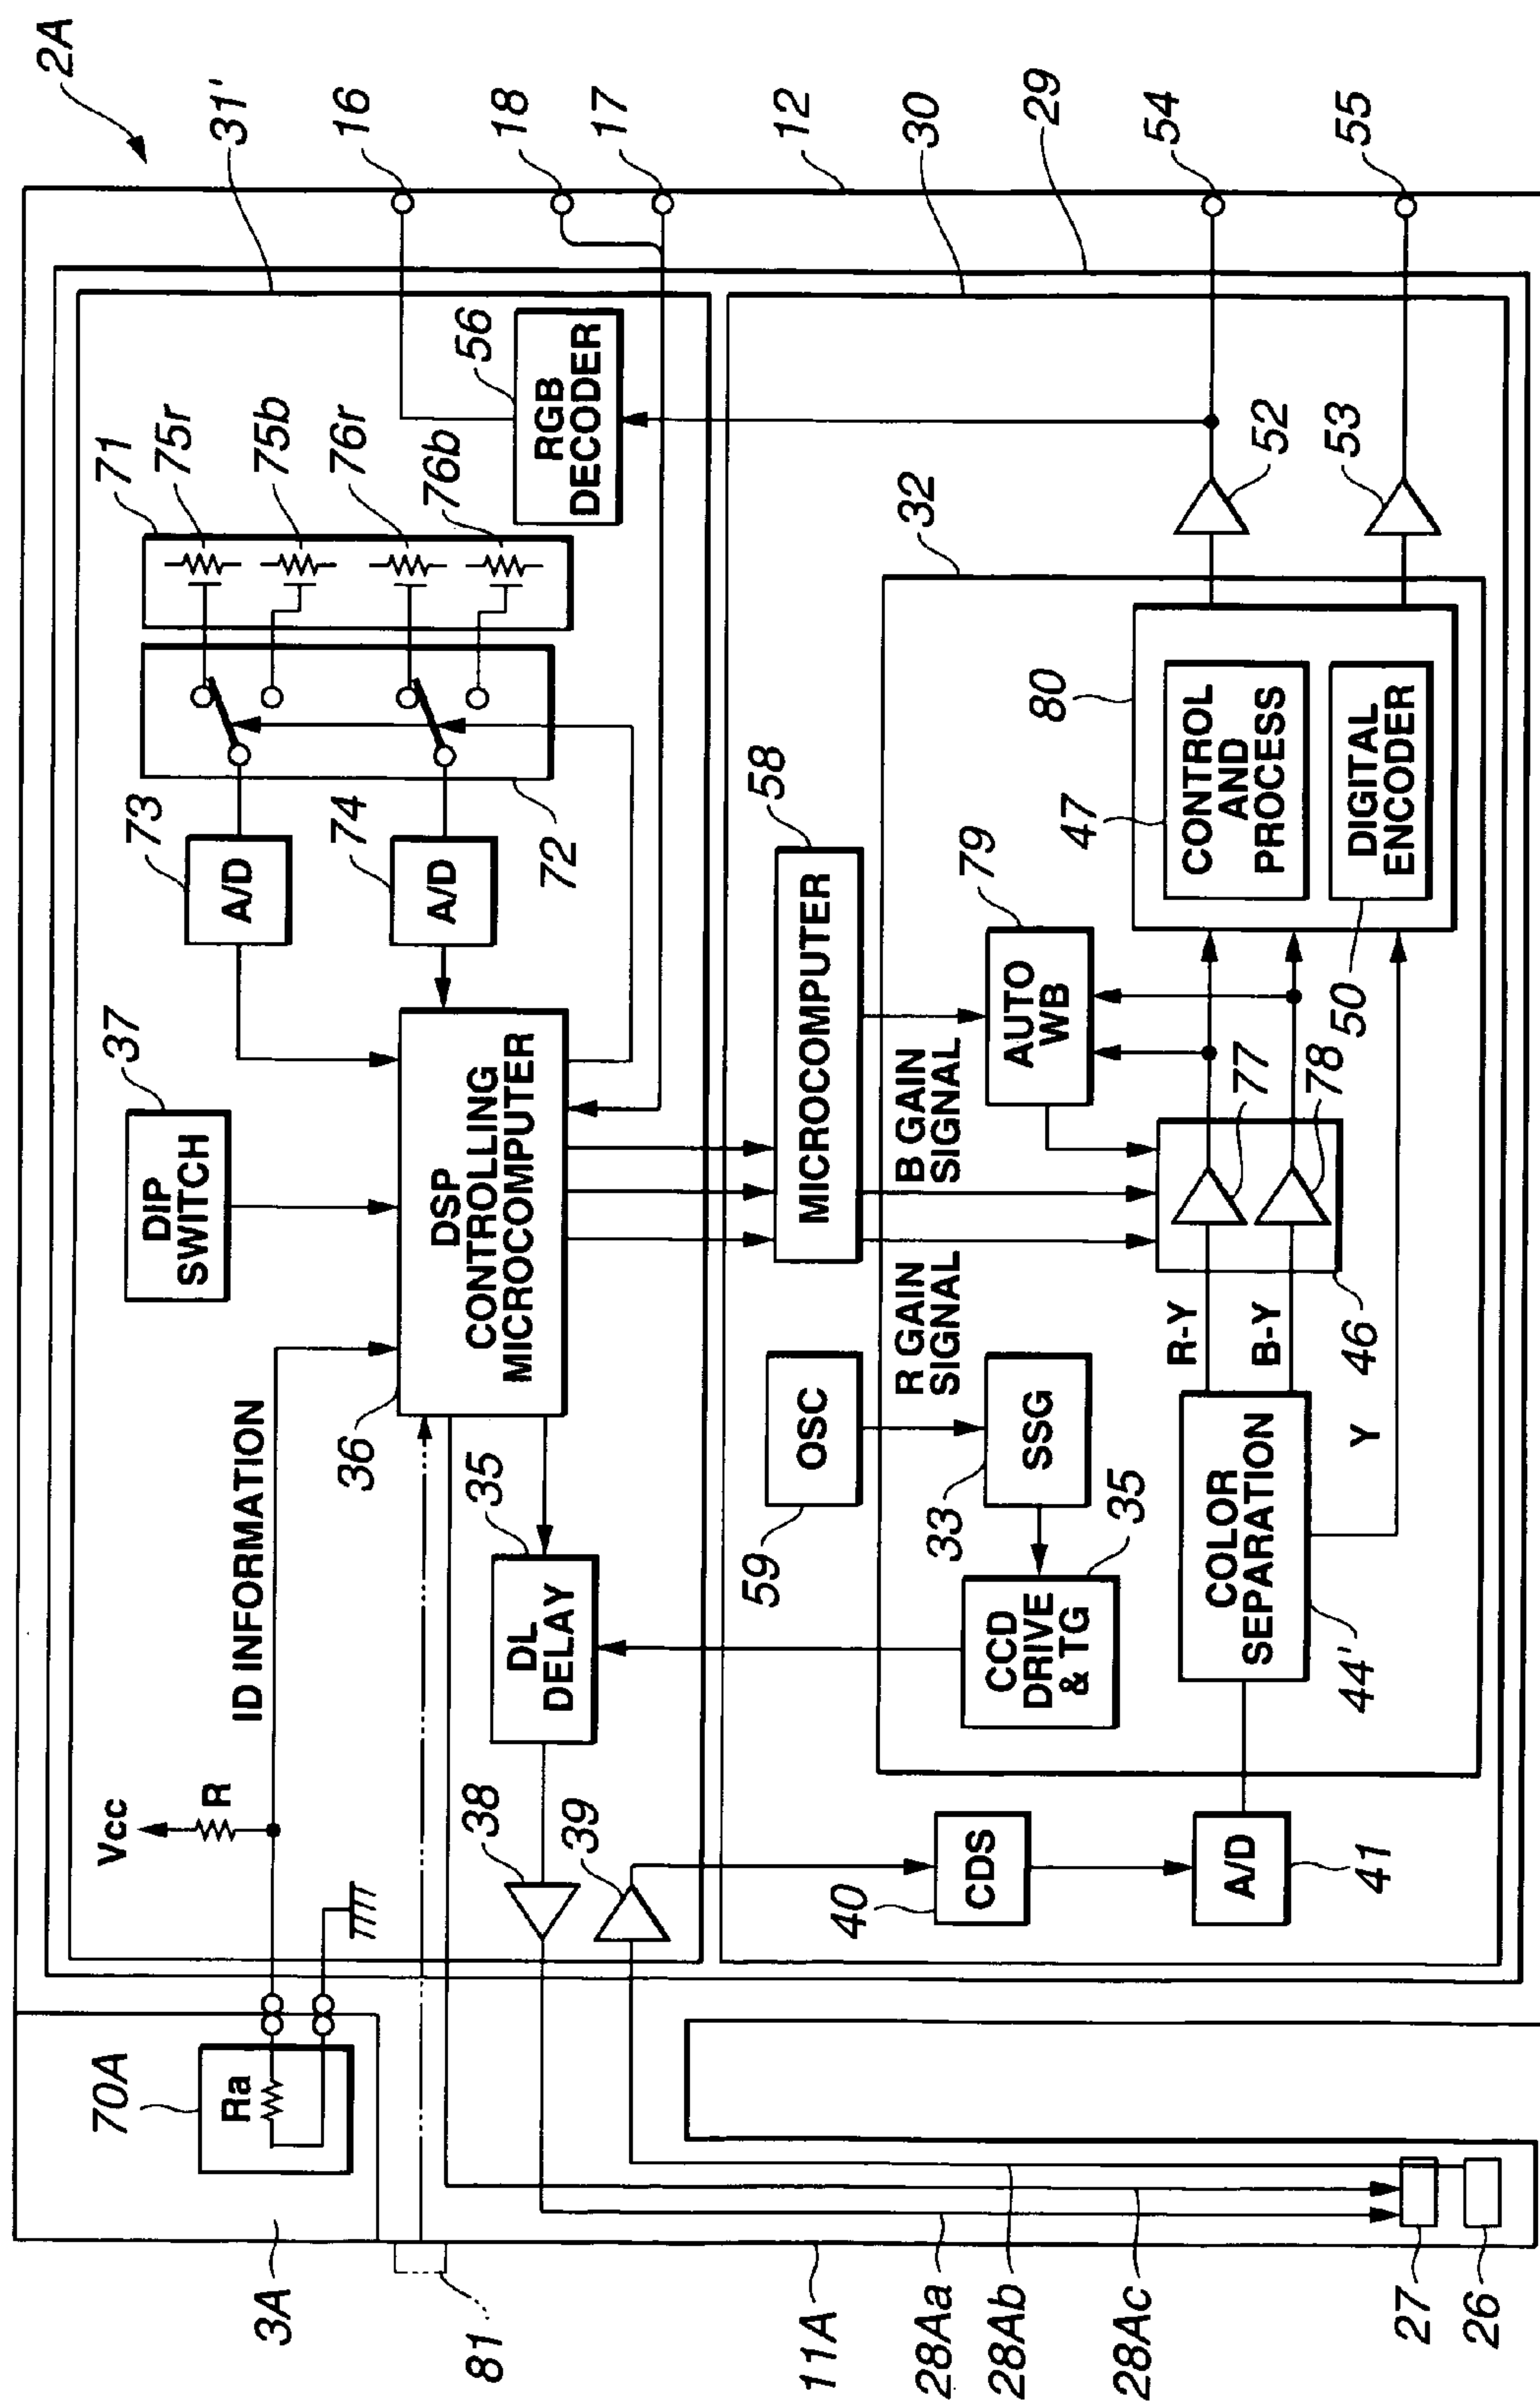 2A
31'
16
18
17
12
30
29
54
55
71
75r
75b
76r
76b
56
RGB
DECODER
52
53
32
73
A/D
74
A/D
72
58
MICROCOMPUTER
80
47
CONTROL
AND
PROCESS
DIGITAL
ENCODER
50
79
AUTO
WB
77
78
37
DIP
SWITCH
DSP
CONTROLLING
MICROCOMPUTER
36
B GAIN
SIGNAL
R GAIN
SIGNAL
R-Y
B-Y
46
Y
ID INFORMATION
35
DL
DELAY
OSC
59
SSG
33
CCD
DRIVE
& TG
35
COLOR
SEPARATION
44'
Vcc
R
38
39
40
CDS
A/D
41
70A
Ra
3A
81
11A
28Aa
28Ab
28Ac
27
26